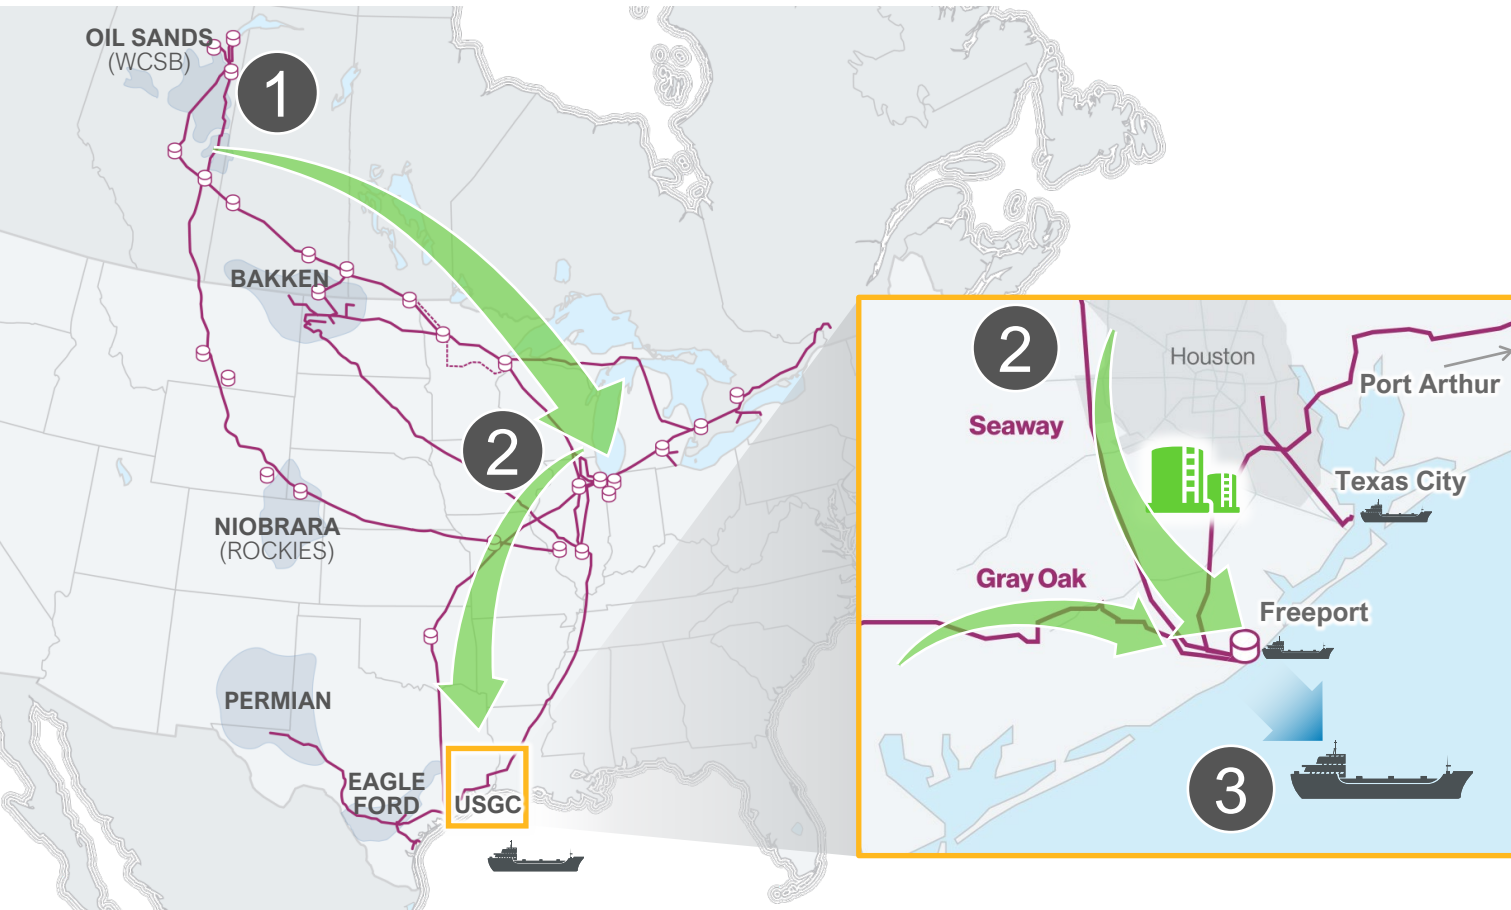 OIL SANDS
(WCSB)
1
BAKKEN
2
NIOBRARA
(ROCKIES)
PERMIAN
EAGLE
FORD
USGC
2
Houston
Port Arthur
Seaway
Texas City
Gray Oak
Freeport
3